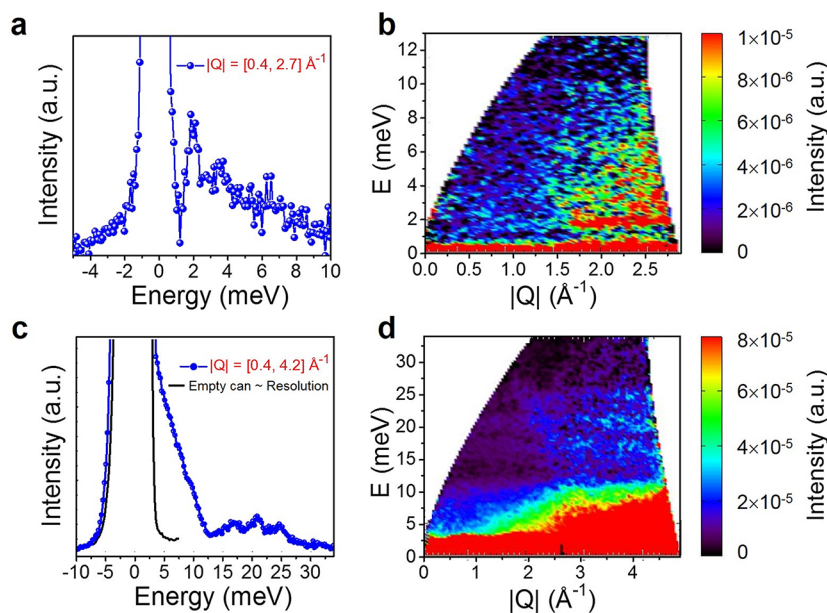 a
|Q| = [0.4, 2.7] Å⁻¹
Intensity (a.u.)
-4 -2 0 2 4 6 8 10
Energy (meV)
b
12
10
8
6
4
2
0
E (meV)
0.0 0.5 1.0 1.5 2.0 2.5
|Q| (Å⁻¹)
1×10⁻⁵
8×10⁻⁶
6×10⁻⁶
4×10⁻⁶
2×10⁻⁶
0
Intensity (a.u.)
c
|Q| = [0.4, 4.2] Å⁻¹
Empty can ~ Resolution
Intensity (a.u.)
-10 -5 0 5 10 15 20 25 30
Energy (meV)
d
30
25
20
15
10
5
0
E (meV)
0 1 2 3 4
|Q| (Å⁻¹)
8×10⁻⁵
6×10⁻⁵
4×10⁻⁵
2×10⁻⁵
0
Intensity (a.u.)